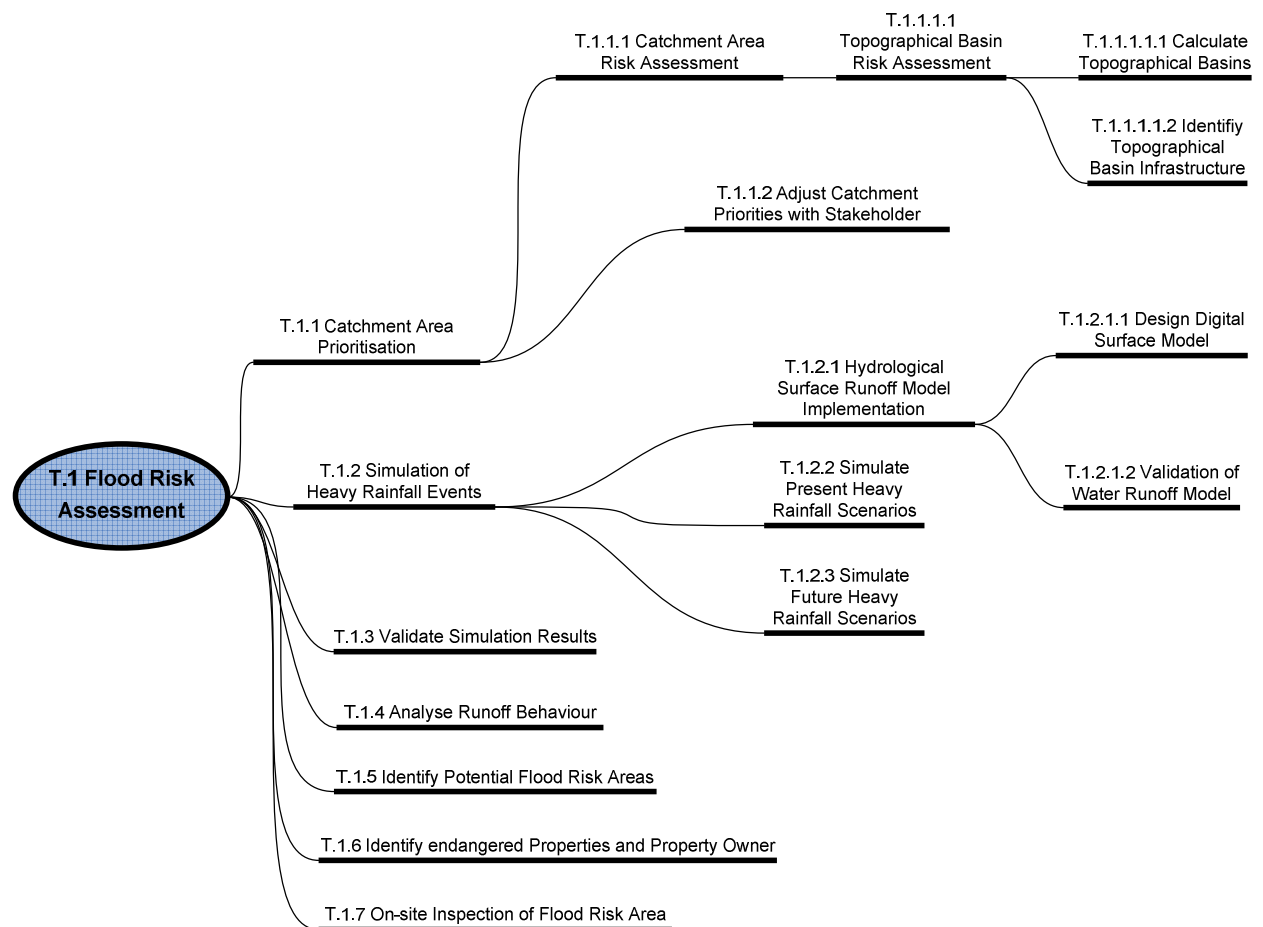 T.1 Flood Risk
Assessment
T.1.1 Catchment Area
Prioritisation
T.1.1.1 Catchment Area
Risk Assessment
T.1.1.1.1
Topographical Basin
Risk Assessment
T.1.1.1.1.1 Calculate
Topographical Basins
T.1.1.1.1.2 Identifiy
Topographical
Basin Infrastructure
T.1.1.2 Adjust Catchment
Priorities with Stakeholder
T.1.2 Simulation of
Heavy Rainfall Events
T.1.2.1 Hydrological
Surface Runoff Model
Implementation
T.1.2.1.1 Design Digital
Surface Model
T.1.2.1.2 Validation of
Water Runoff Model
T.1.2.2 Simulate
Present Heavy
Rainfall Scenarios
T.1.2.3 Simulate
Future Heavy
Rainfall Scenarios
T.1.3 Validate Simulation Results
T.1.4 Analyse Runoff Behaviour
T.1.5 Identify Potential Flood Risk Areas
T.1.6 Identify endangered Properties and Property Owner
T.1.7 On-site Inspection of Flood Risk Area